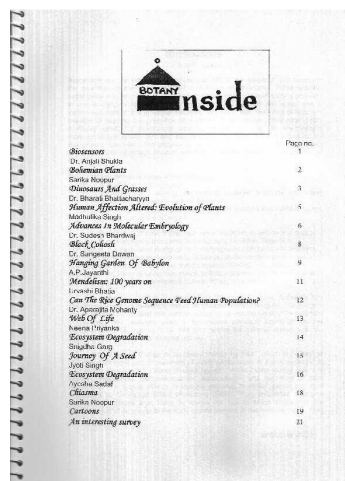 BOTANY
Inside
Page no.
Biosensors 1
Dr. Anjali Shukla
Bohemian Plants 2
Sarika Noopur
Dinosaurs And Grasses 3
Dr. Bharati Bhattacharyya
Human Affection Altered: Evolution of Plants 5
Madhulika Singh
Advances In Molecular Embryology 6
Dr. Sudesh Bhardwaj
Black Cohosh 8
Dr. Sangeeta Dawan
Hanging Garden Of Babylon 9
A.P.Jayanthi
Mendelism: 100 years on 11
Urvashi Bhatia
Can The Rice Genome Sequence Feed Human Population? 12
Dr. Aparajita Mohanty
Web Of Life 13
Neena Priyanka
Ecosystem Degradation 14
Snigdha Garg
Journey Of A Seed 15
Jyoti Singh
Ecosystem Degradation 16
Ayesha Sadaf
Chiasma 18
Sarika Noopur
Cartoons 19
An interesting survey 21